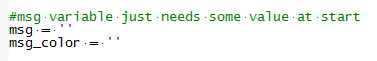 #msg variable just needs some value at start
msg = ''
msg_color = ''